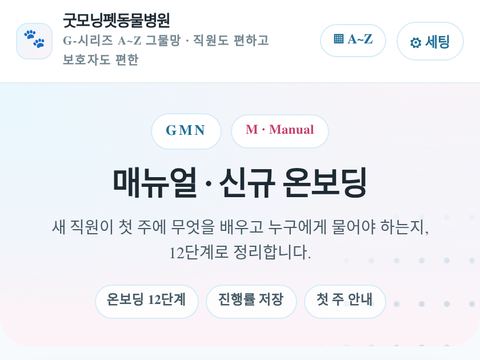 굿모닝펫동물병원
G-시리즈 A~Z 그물망 · 직원도 편하고
보호자도 편한
A~Z
세팅
GMN
M · Manual
매뉴얼 · 신규 온보딩
새 직원이 첫 주에 무엇을 배우고 누구에게 물어야 하는지,
12단계로 정리합니다.
온보딩 12단계
진행률 저장
첫 주 안내